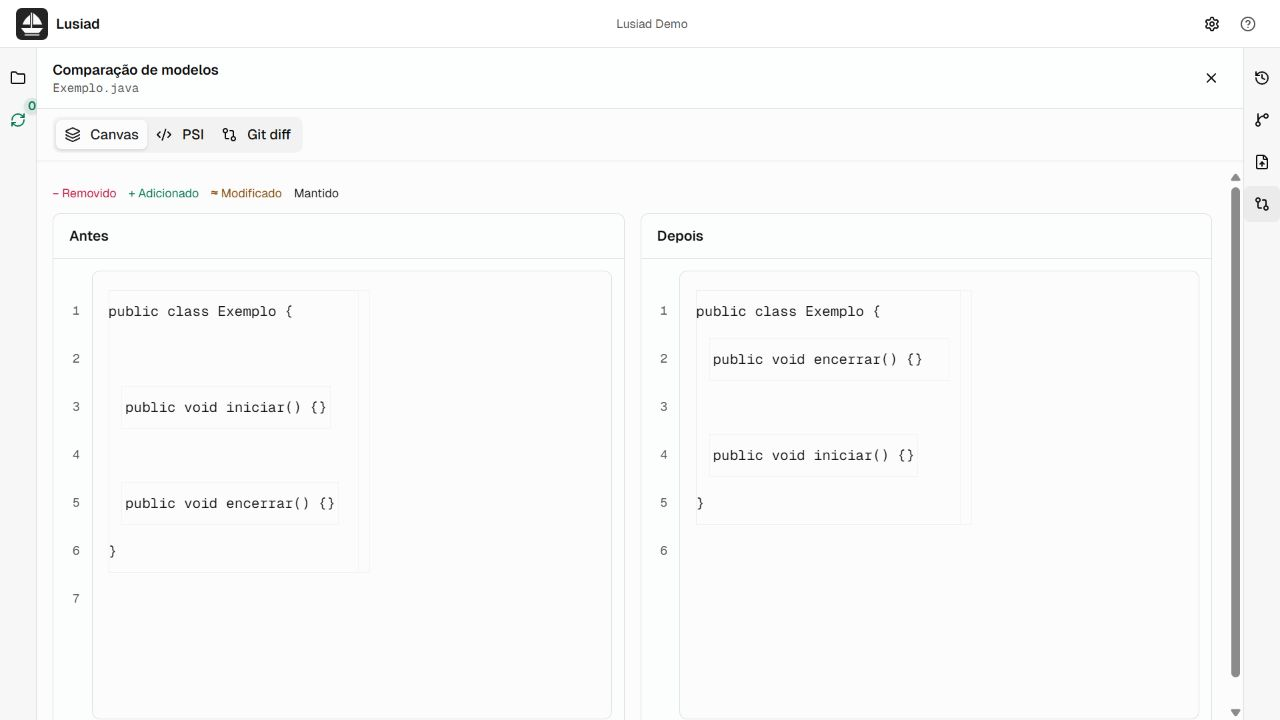 Lusiad
Lusiad Demo
Comparação de modelos
Exemplo.java
0
Canvas
PSI
Git diff
− Removido
+ Adicionado
≈ Modificado
Mantido
Antes
1 public class Exemplo {
2
3 public void iniciar() {}
4
5 public void encerrar() {}
6 }
7
Depois
1 public class Exemplo {
2 public void encerrar() {}
3
4 public void iniciar() {}
5 }
6